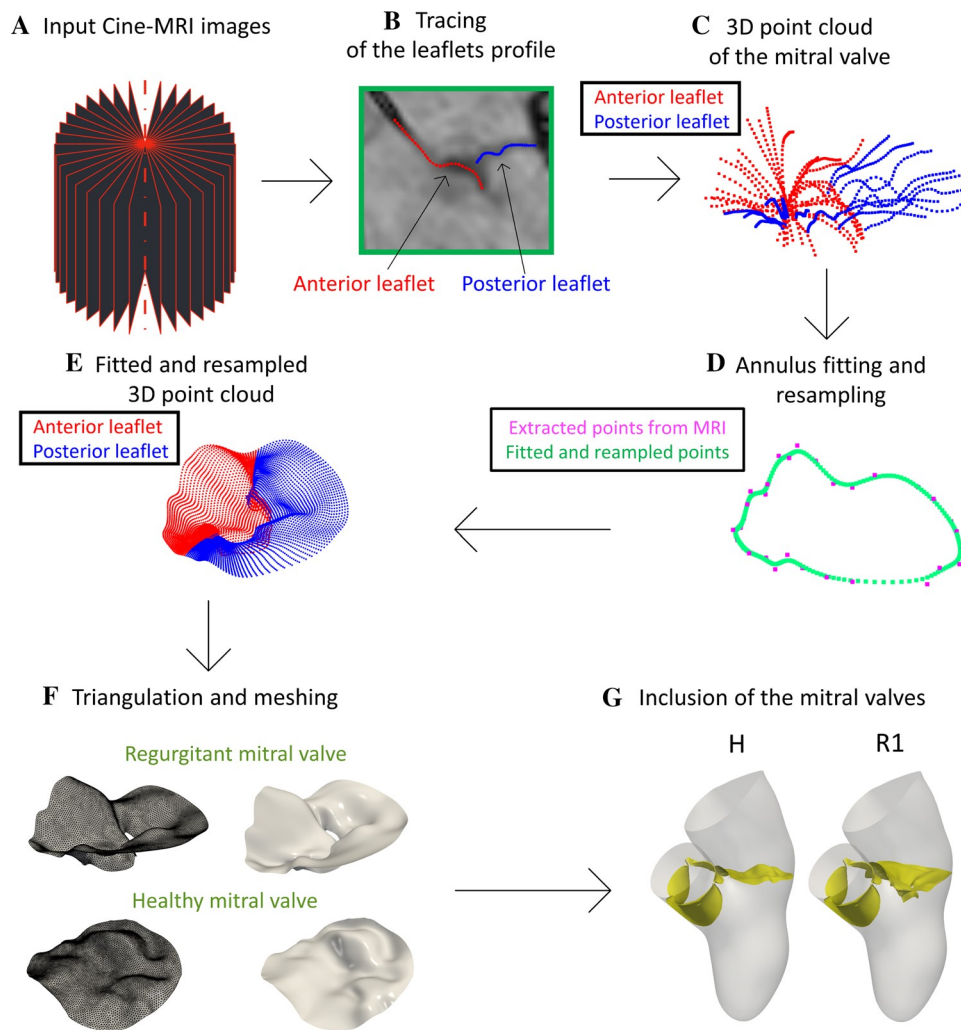 A Input Cine-MRI images
B Tracing
of the leaflets profile
Anterior leaflet
Posterior leaflet
C 3D point cloud
of the mitral valve
Anterior leaflet
Posterior leaflet
D Annulus fitting and
resampling
Extracted points from MRI
Fitted and reampled points
E Fitted and resampled
3D point cloud
Anterior leaflet
Posterior leaflet
F Triangulation and meshing
Regurgitant mitral valve
Healthy mitral valve
G Inclusion of the mitral valves
H
R1